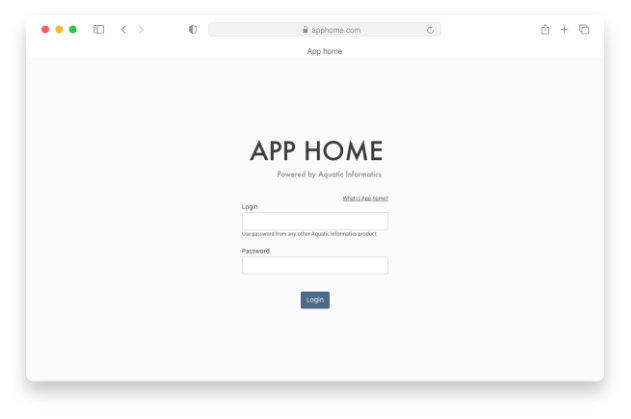 apphome.com
App home
APP HOME
Powered by Aquatic Informatics
What is App home?
Login
Use password from any other Aquatic Informatics product
Password
Login